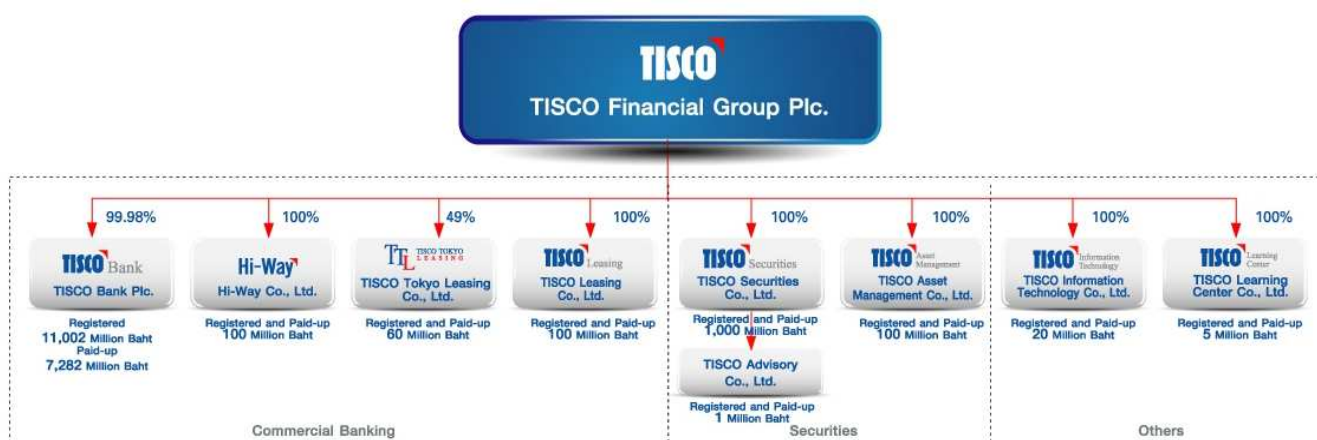 TISCO
TISCO Financial Group Plc.
99.98%
100%
49%
100%
100%
100%
100%
100%
TISCO Bank
TISCO Bank Plc.
Registered
11,002 Million Baht
Paid-up
7,282 Million Baht
Hi-Way
Hi-Way Co., Ltd.
Registered and Paid-up
100 Million Baht
TTL TISCO TOKYO
LEASING
TISCO Tokyo Leasing
Co., Ltd.
Registered and Paid-up
60 Million Baht
TISCO Leasing
TISCO Leasing
Co., Ltd.
Registered and Paid-up
100 Million Baht
TISCO Securities
TISCO Securities
Co., Ltd.
Registered and Paid-up
1,000 Million Baht
TISCO Advisory
Co., Ltd.
Registered and Paid-up
1 Million Baht
TISCO Asset
Management
TISCO Asset
Management Co., Ltd.
Registered and Paid-up
100 Million Baht
TISCO Information
Technology
TISCO Information
Technology Co., Ltd.
Registered and Paid-up
20 Million Baht
TISCO Learning
Center
TISCO Learning
Center Co., Ltd.
Registered and Paid-up
5 Million Baht
Commercial Banking
Securities
Others